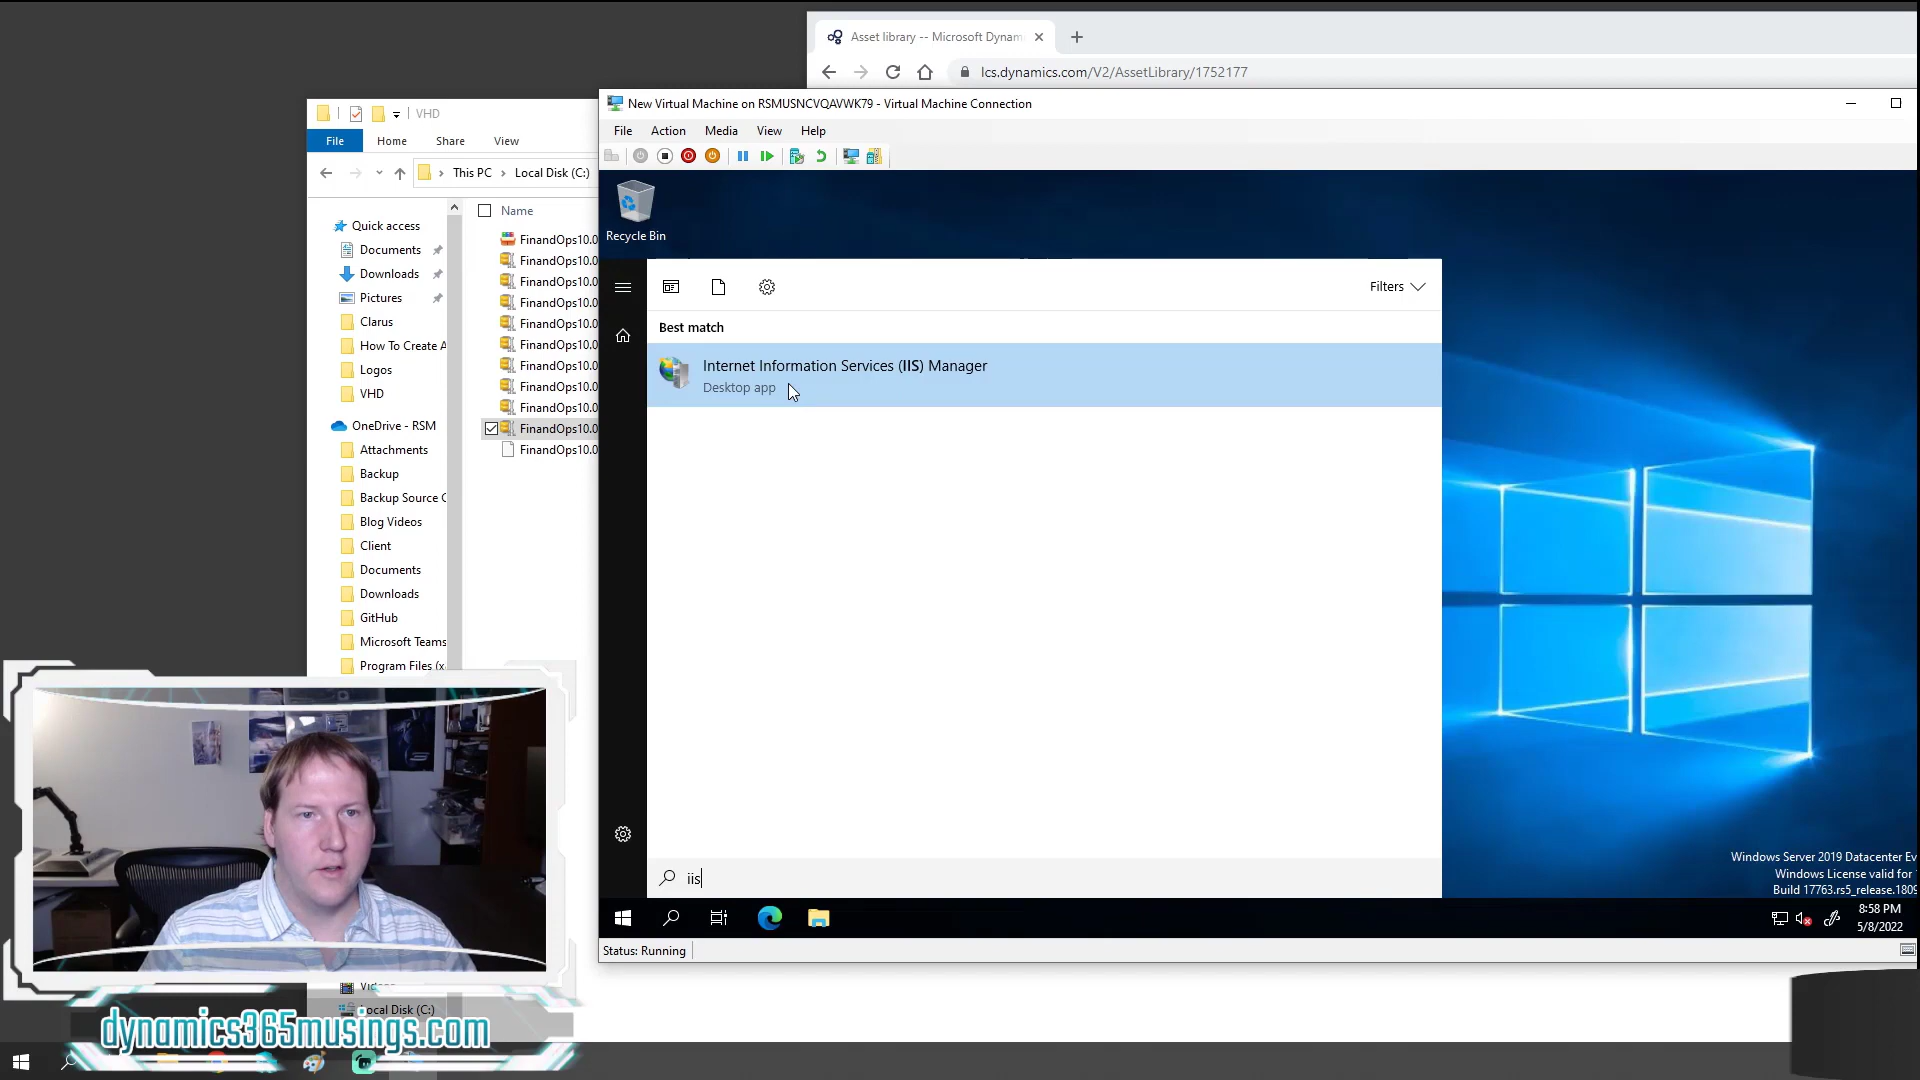 Asset library -- Microsoft Dynam
lcs.dynamics.com/V2/AssetLibrary/1752177
VHD
File
Home
Share
View
This PC
Local Disk (C:)
Name
Quick access
Documents
Downloads
Pictures
Clarus
How To Create A
Logos
VHD
OneDrive - RSM
Attachments
Backup
Backup Source C
Blog Videos
Client
Documents
Downloads
GitHub
Microsoft Teams
Program Files (x
Local Disk (C:)
FinandOps10.0
FinandOps10.0
FinandOps10.0
FinandOps10.0
FinandOps10.0
FinandOps10.0
FinandOps10.0
FinandOps10.0
FinandOps10.0
FinandOps10.0
FinandOps10.0
New Virtual Machine on RSMUSNCVQAVWK79 - Virtual Machine Connection
File
Action
Media
View
Help
Recycle Bin
Filters
Best match
Internet Information Services (IIS) Manager
Desktop app
iis
Windows Server 2019 Datacenter Ev
Windows License valid for
Build 17763.rs5_release.1809
8:58 PM
5/8/2022
Status: Running
dynamics365musings.com